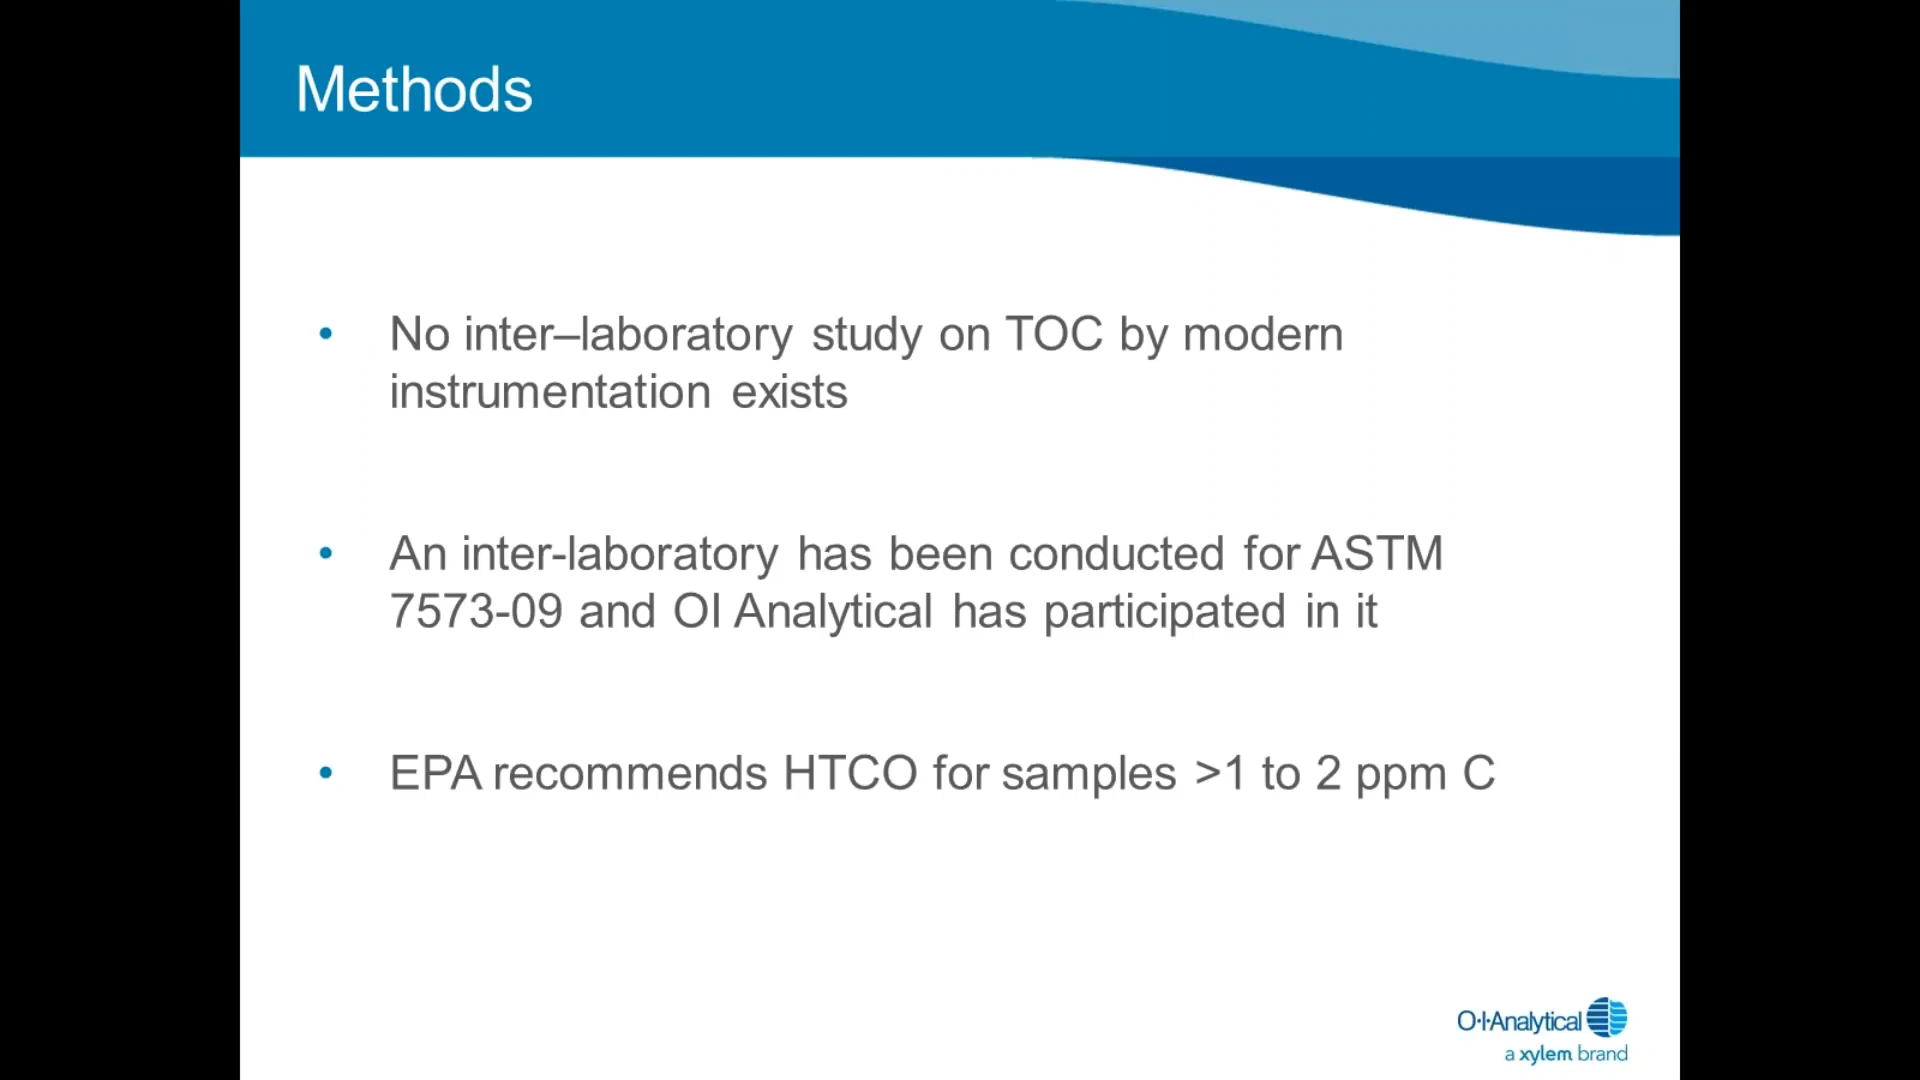 Methods
• No inter–laboratory study on TOC by modern
instrumentation exists
• An inter-laboratory has been conducted for ASTM
7573-09 and OI Analytical has participated in it
• EPA recommends HTCO for samples >1 to 2 ppm C
O·I·Analytical
a xylem brand